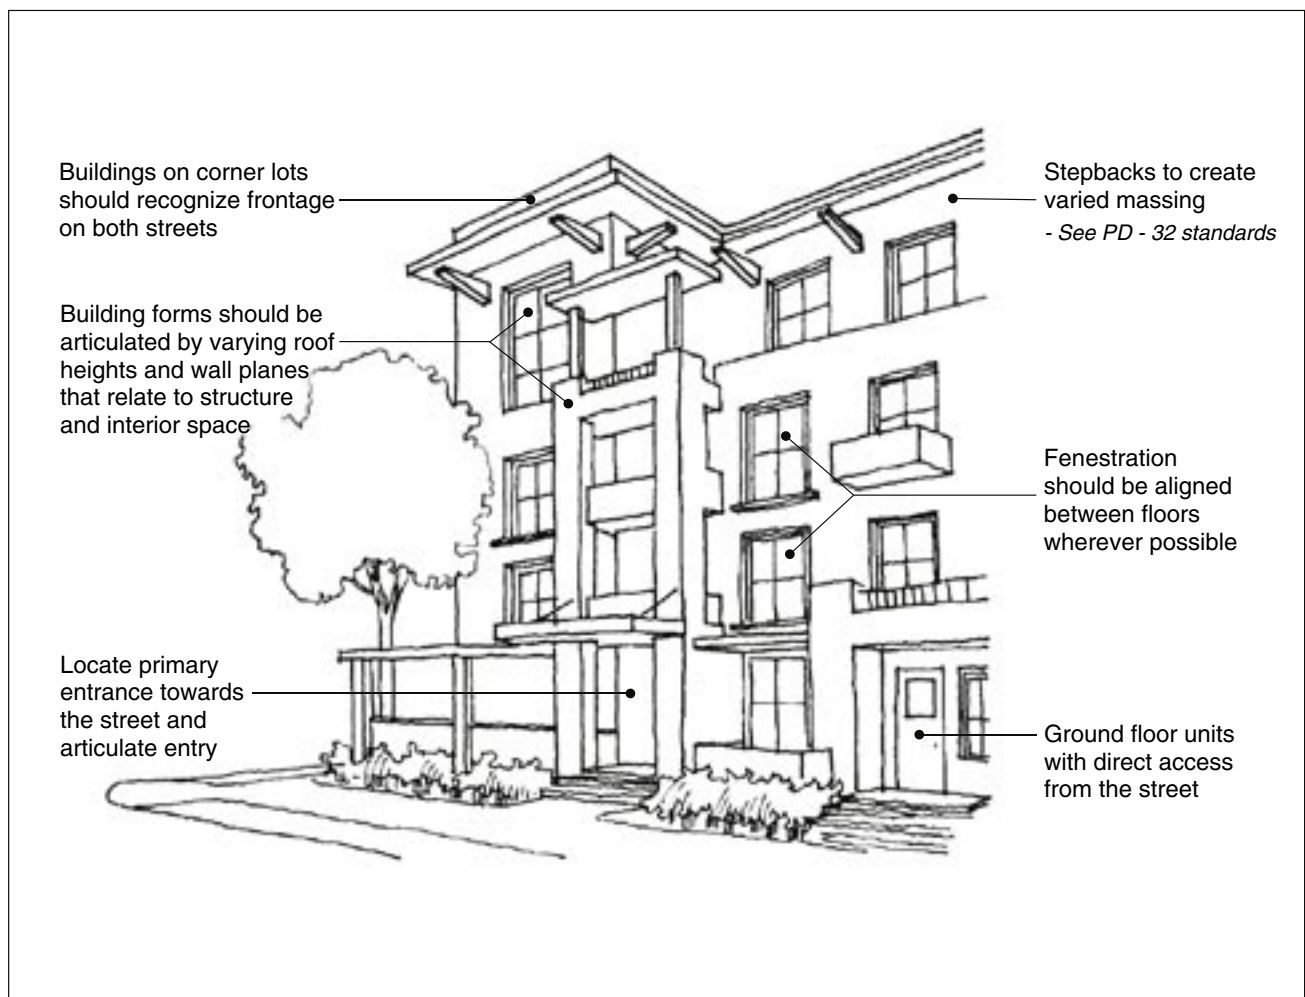 Buildings on corner lots
should recognize frontage
on both streets
Building forms should be
articulated by varying roof
heights and wall planes
that relate to structure
and interior space
Locate primary
entrance towards
the street and
articulate entry
Stepbacks to create
varied massing
- See PD - 32 standards
Fenestration
should be aligned
between floors
wherever possible
Ground floor units
with direct access
from the street